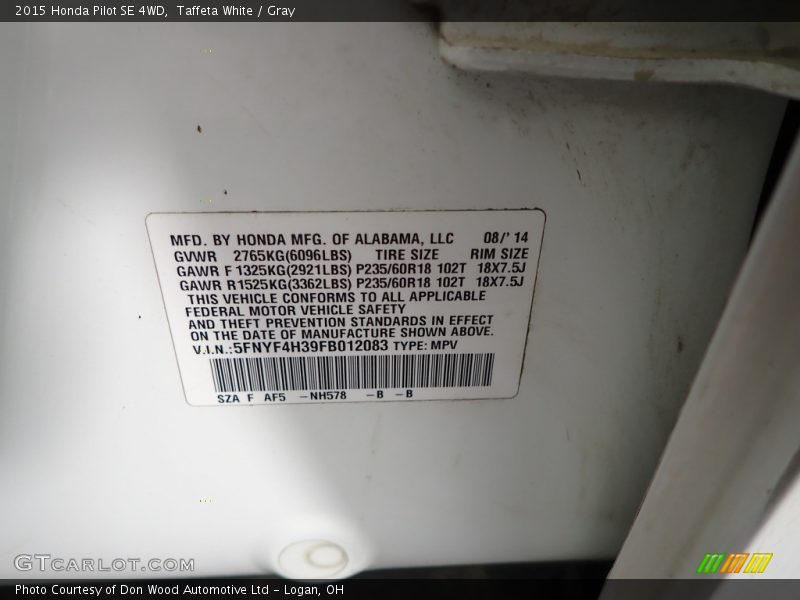 2015 Honda Pilot SE 4WD,  Taffeta White / Gray
MFD. BY HONDA MFG. OF ALABAMA, LLC 08/' 14
GVWR 2765KG(6096LBS) TIRE SIZE RIM SIZE
GAWR F 1325KG(2921LBS) P235/60R18 102T 18X7.5J
GAWR R1525KG(3362LBS) P235/60R18 102T 18X7.5J
THIS VEHICLE CONFORMS TO ALL APPLICABLE
FEDERAL MOTOR VEHICLE SAFETY
AND THEFT PREVENTION STANDARDS IN EFFECT
ON THE DATE OF MANUFACTURE SHOWN ABOVE.
V.I.N.:5FNYF4H39FB012083 TYPE: MPV
SZA F AF5 -NH578 -B -B
GTCARLOT.COM
Photo Courtesy of Don Wood Automotive Ltd - Logan, OH